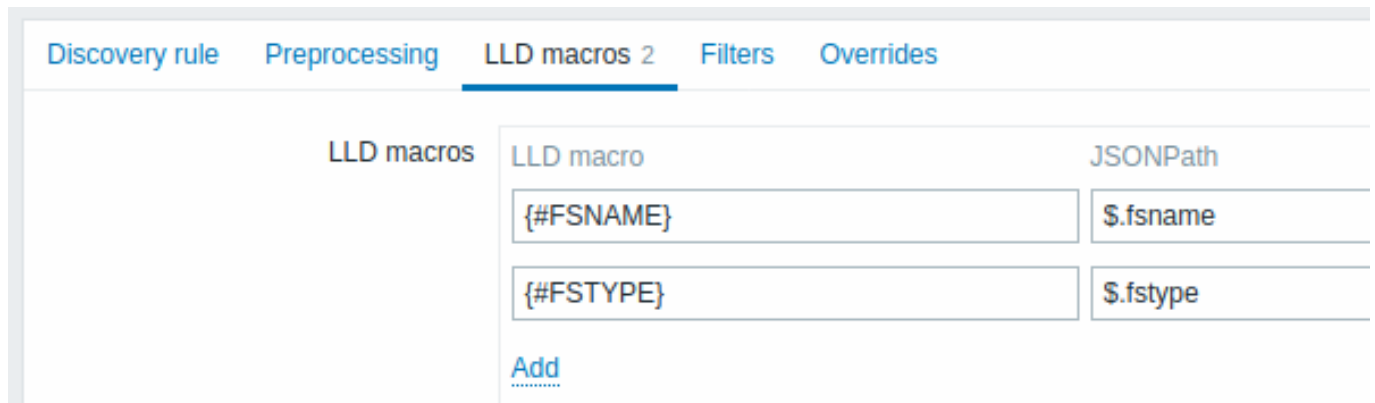 Discovery rule Preprocessing LLD macros 2 Filters Overrides
LLD macros LLD macro JSONPath
{#FSNAME} $.fsname
{#FSTYPE} $.fstype
Add